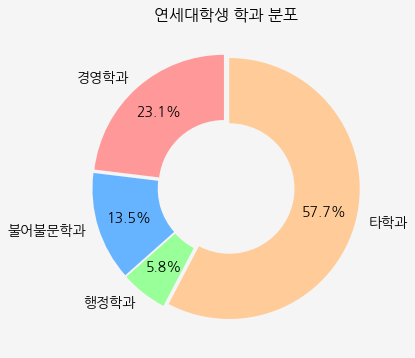 연세대학생 학과 분포
경영학과
23.1%
불어불문학과
13.5%
행정학과
5.8%
타학과
57.7%